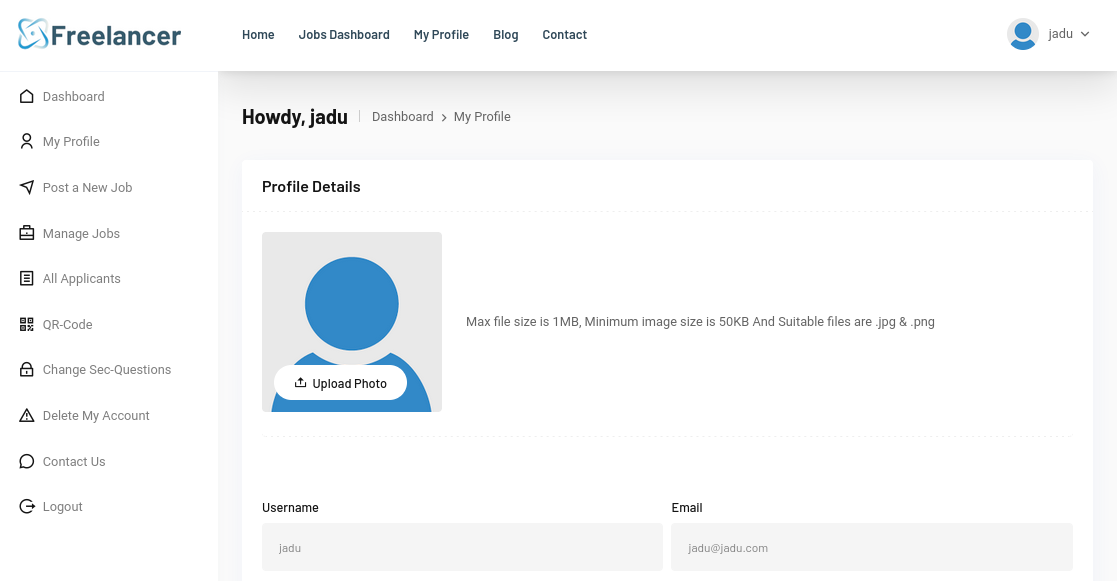 Freelancer
Home Jobs Dashboard My Profile Blog Contact
jadu
Dashboard
My Profile
Post a New Job
Manage Jobs
All Applicants
QR-Code
Change Sec-Questions
Delete My Account
Contact Us
Logout
Howdy, jadu
Dashboard > My Profile
Profile Details
Upload Photo
Max file size is 1MB, Minimum image size is 50KB And Suitable files are .jpg & .png
Username
jadu
Email
jadu@jadu.com